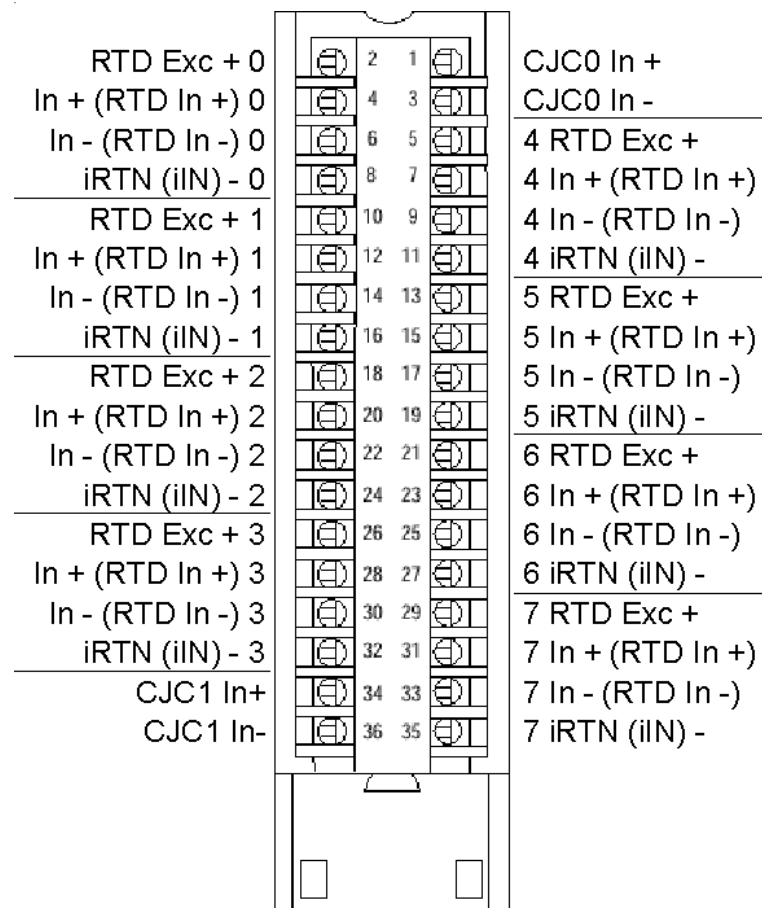 RTD Exc + 0 2 1 CJC0 In +
In + (RTD In +) 0 4 3 CJC0 In -
In - (RTD In -) 0 6 5 4 RTD Exc +
iRTN (iIN) - 0 8 7 4 In + (RTD In +)
RTD Exc + 1 10 9 4 In - (RTD In -)
In + (RTD In +) 1 12 11 4 iRTN (iIN) -
In - (RTD In -) 1 14 13 5 RTD Exc +
iRTN (iIN) - 1 16 15 5 In + (RTD In +)
RTD Exc + 2 18 17 5 In - (RTD In -)
In + (RTD In +) 2 20 19 5 iRTN (iIN) -
In - (RTD In -) 2 22 21 6 RTD Exc +
iRTN (iIN) - 2 24 23 6 In + (RTD In +)
RTD Exc + 3 26 25 6 In - (RTD In -)
In + (RTD In +) 3 28 27 6 iRTN (iIN) -
In - (RTD In -) 3 30 29 7 RTD Exc +
iRTN (iIN) - 3 32 31 7 In + (RTD In +)
CJC1 In+ 34 33 7 In - (RTD In -)
CJC1 In- 36 35 7 iRTN (iIN) -